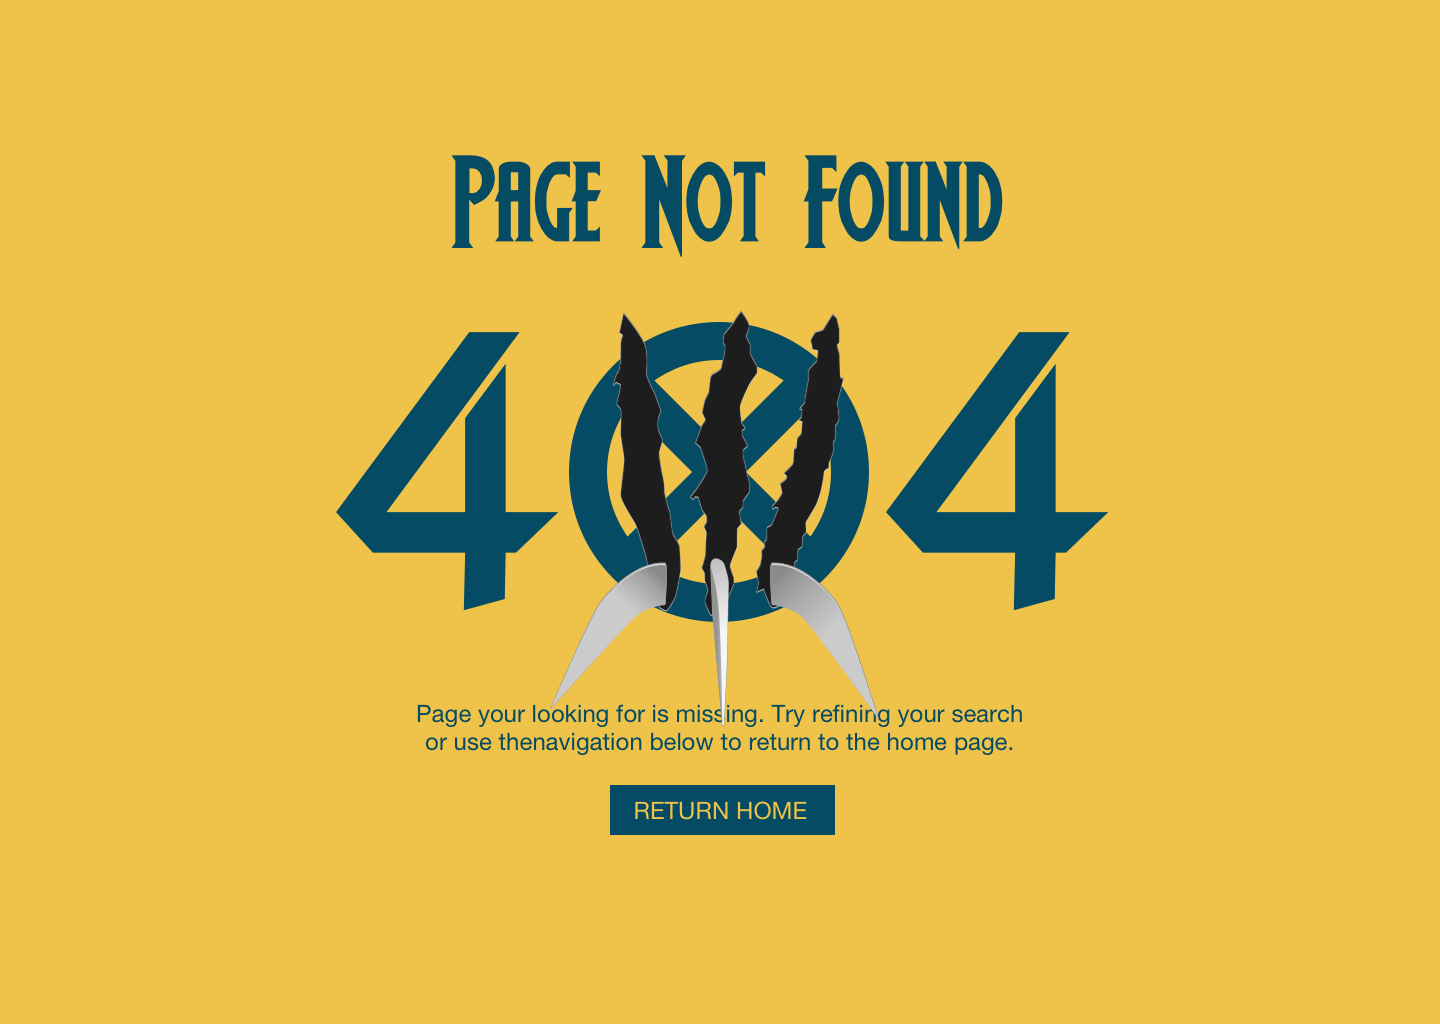 Page Not Found
404
Page your looking for is missing. Try refining your search
or use thenavigation below to return to the home page.
RETURN HOME